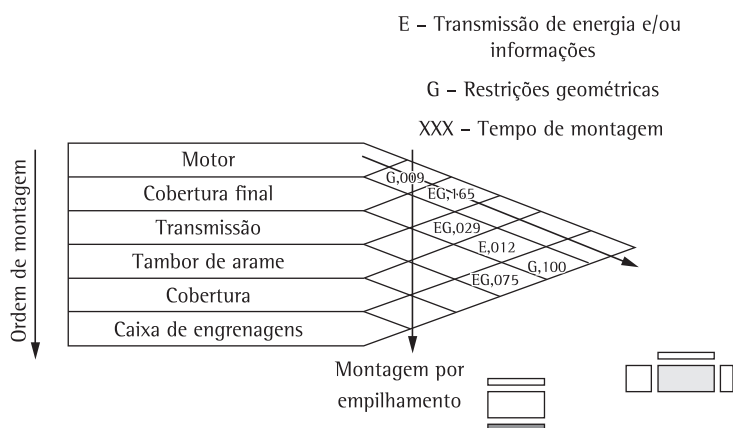 E – Transmissão de energia e/ou
informações
G – Restrições geométricas
XXX – Tempo de montagem
Ordem de montagem
Motor
Cobertura final
Transmissão
Tambor de arame
Cobertura
Caixa de engrenagens
G,009
EG,165
EG,029
E,012
G,100
EG,075
Montagem por
empilhamento